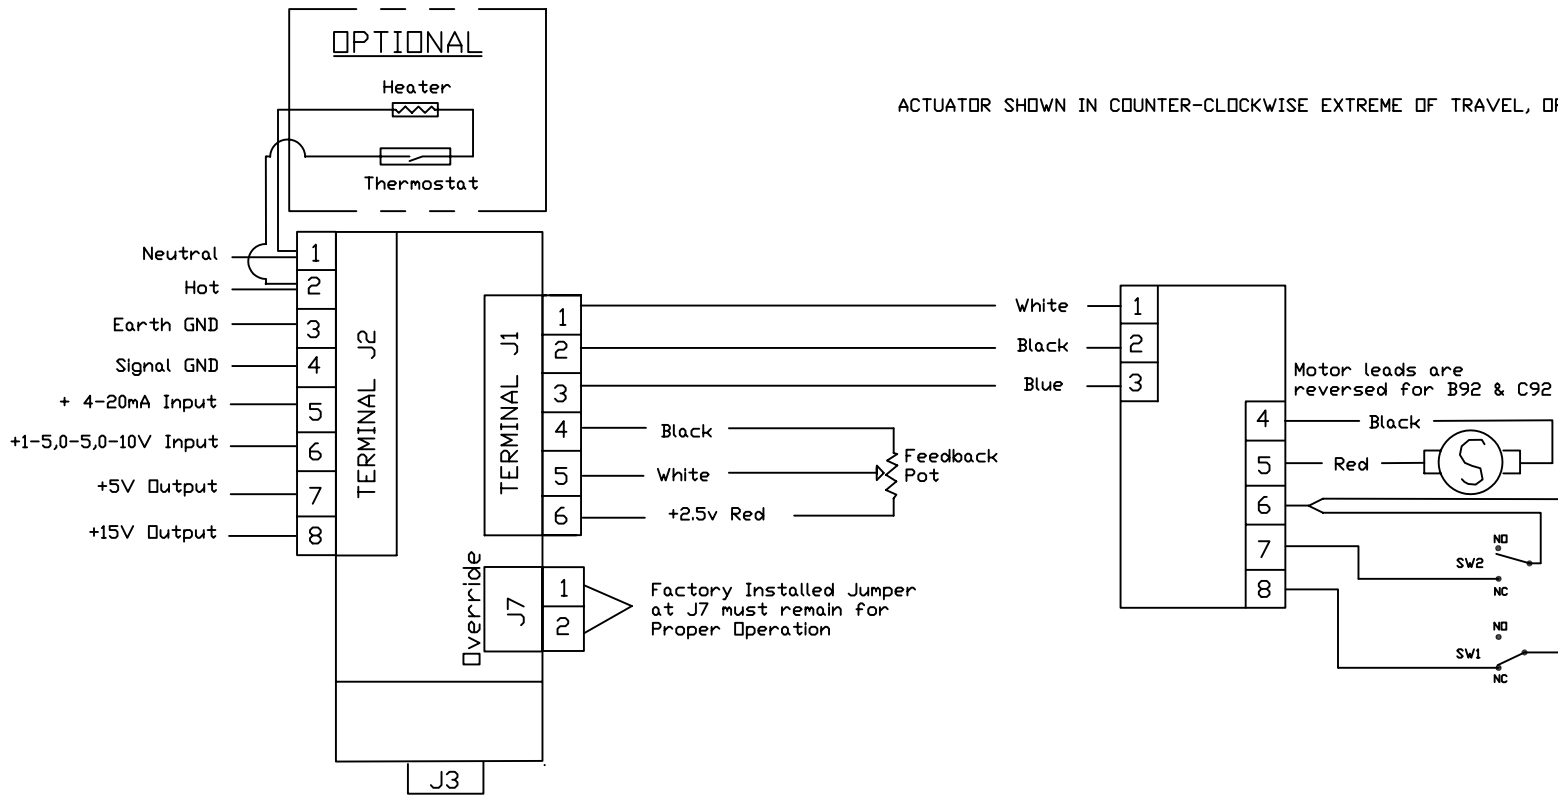 OPTIONAL
Heater
Thermostat
ACTUATOR SHOWN IN COUNTER-CLOCKWISE EXTREME OF TRAVEL,
Neutral
Hot
Earth GND
Signal GND
+ 4-20mA Input
+1-5,0-5,0-10V Input
+5V Output
+15V Output
1
2
3
4
5
6
7
8
TERMINAL J2
TERMINAL J1
1
2
3
4
5
6
White
Black
Blue
Black
White
+2.5v Red
Feedback
Pot
Override
J7
1
2
Factory Installed Jumper
at J7 must remain for
Proper Operation
J3
1
2
3
Motor leads are
reversed for B92 & C92
4
5
6
7
8
Black
Red
NO
SW2
NC
NO
SW1
NC